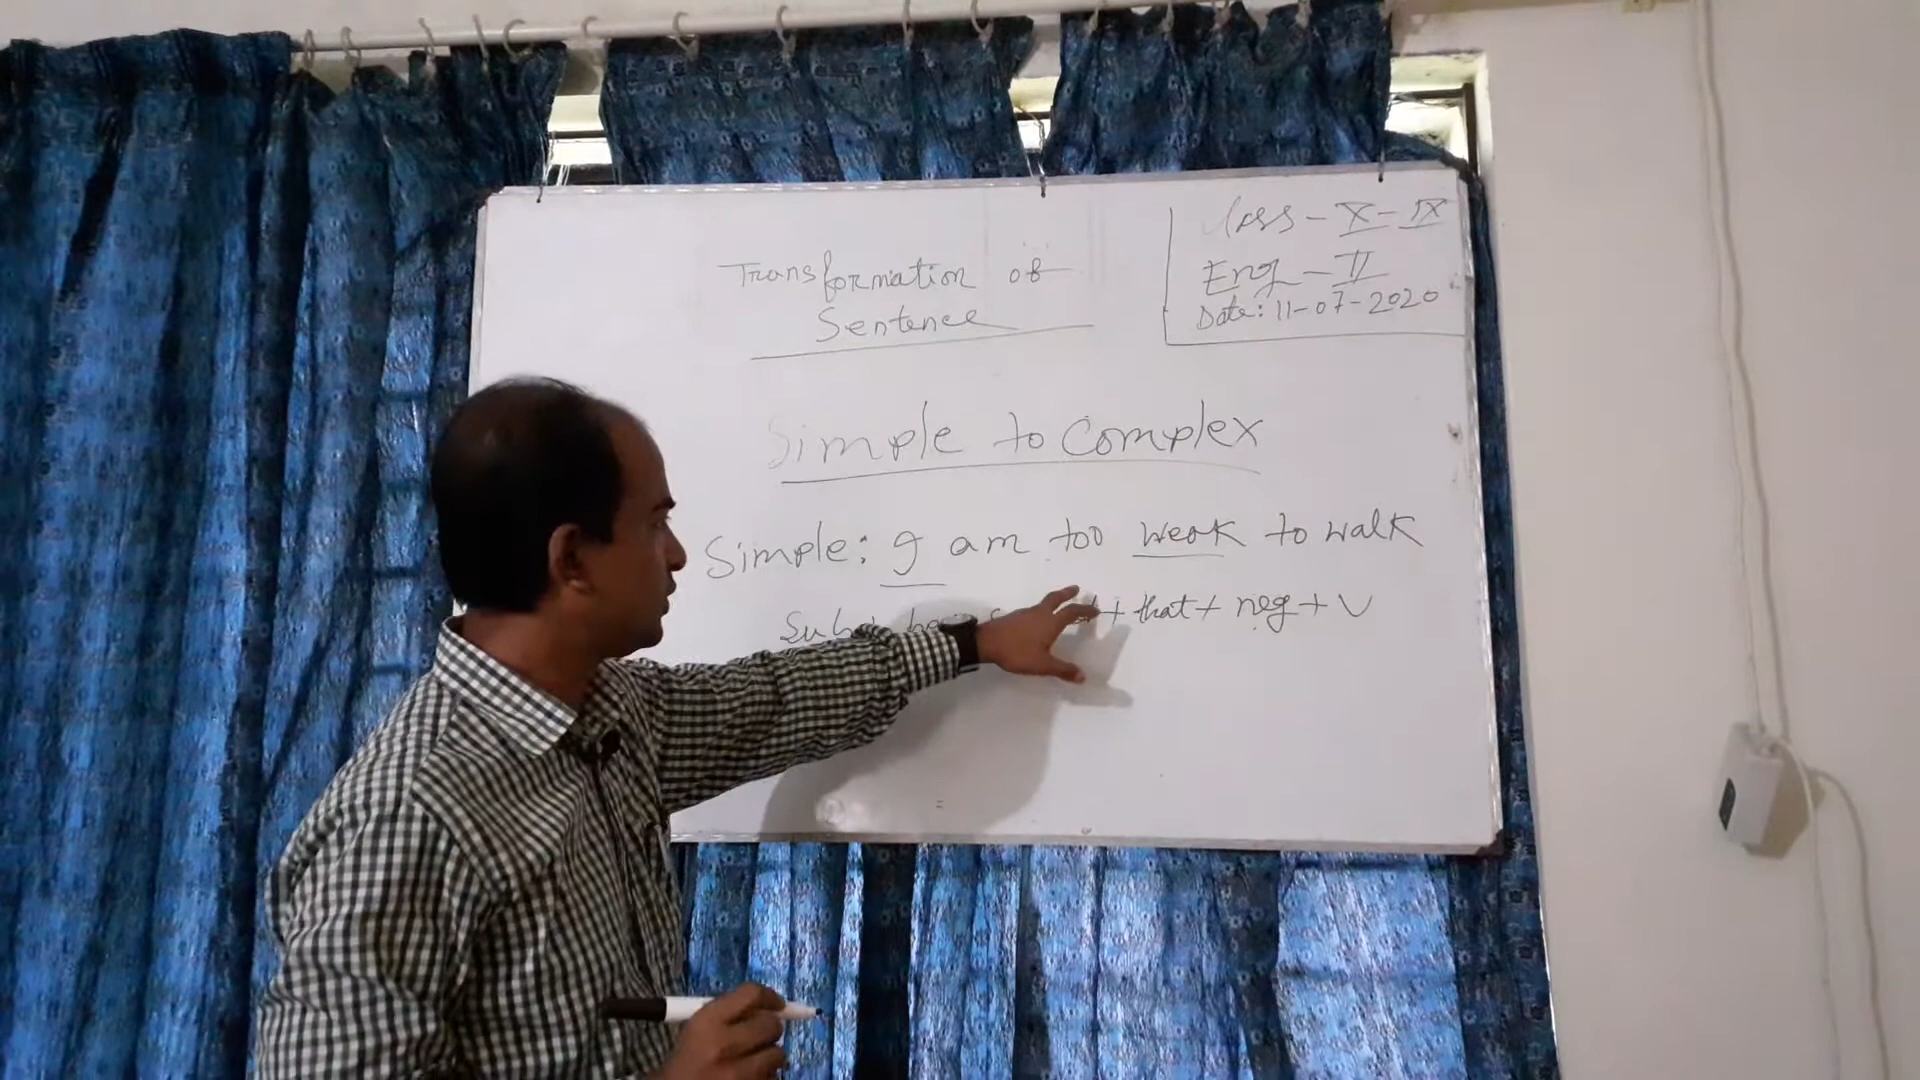 Class - X - IX
Eng - II
Date: 11-07-2020
Transformation of
Sentence
Simple to Complex
Simple: I am too weak to walk
Sub + that + neg + V